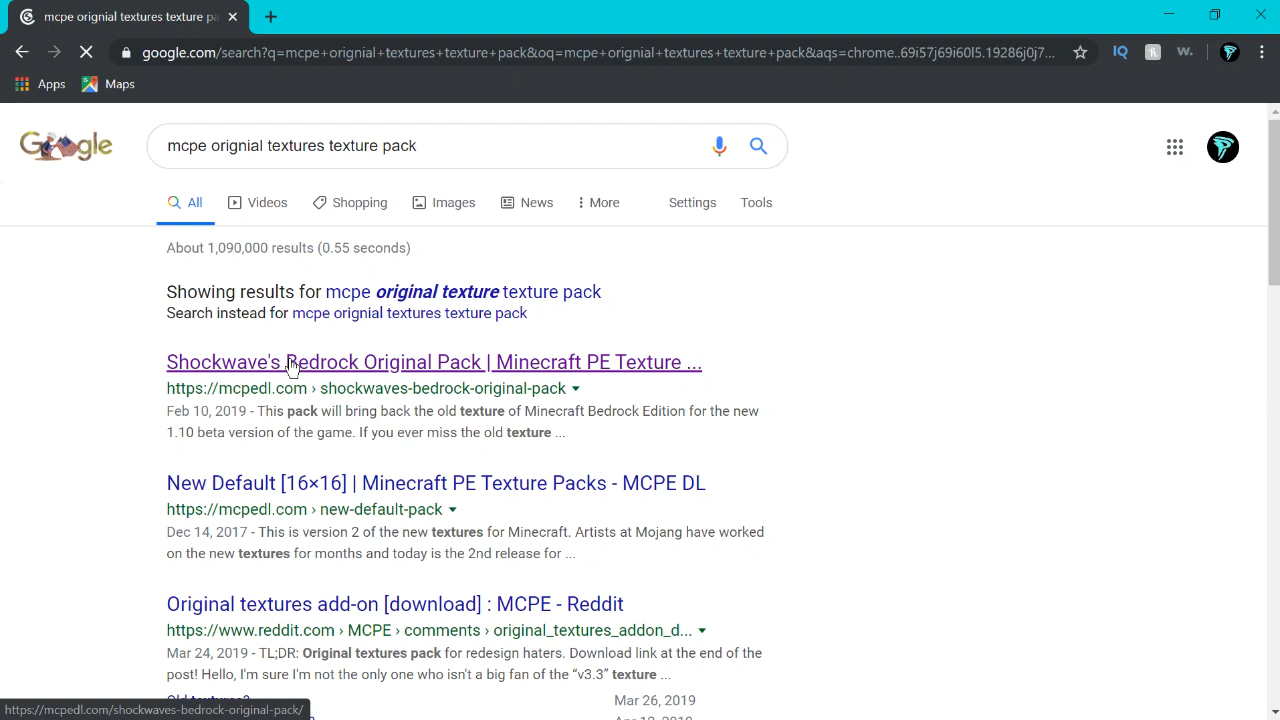 mcpe orignial textures texture pa
google.com/search?q=mcpe+orignial+textures+texture+pack&oq=mcpe+orignial+textures+texture+pack&aqs=chrome..69i57j69i60l5.19286j0j7...
IQ
h
w.
Apps
Maps
Google
mcpe orignial textures texture pack
All
Videos
Shopping
Images
News
More
Settings
Tools
About 1,090,000 results (0.55 seconds)
Showing results for mcpe original texture texture pack
Search instead for mcpe orignial textures texture pack
Shockwave's Bedrock Original Pack | Minecraft PE Texture ...
https://mcpedl.com › shockwaves-bedrock-original-pack
Feb 10, 2019 - This pack will bring back the old texture of Minecraft Bedrock Edition for the new
1.10 beta version of the game. If you ever miss the old texture ...
New Default [16×16] | Minecraft PE Texture Packs - MCPE DL
https://mcpedl.com › new-default-pack
Dec 14, 2017 - This is version 2 of the new textures for Minecraft. Artists at Mojang have worked
on the new textures for months and today is the 2nd release for ...
Original textures add-on [download] : MCPE - Reddit
https://www.reddit.com › MCPE › comments › original_textures_addon_d...
Mar 24, 2019 - TL;DR: Original textures pack for redesign haters. Download link at the end of the
post! Hello, I'm sure I'm not the only one who isn't a big fan of the “v3.3” texture ...
Old textures?
Mar 26, 2019
https://mcpedl.com/shockwaves-bedrock-original-pack/